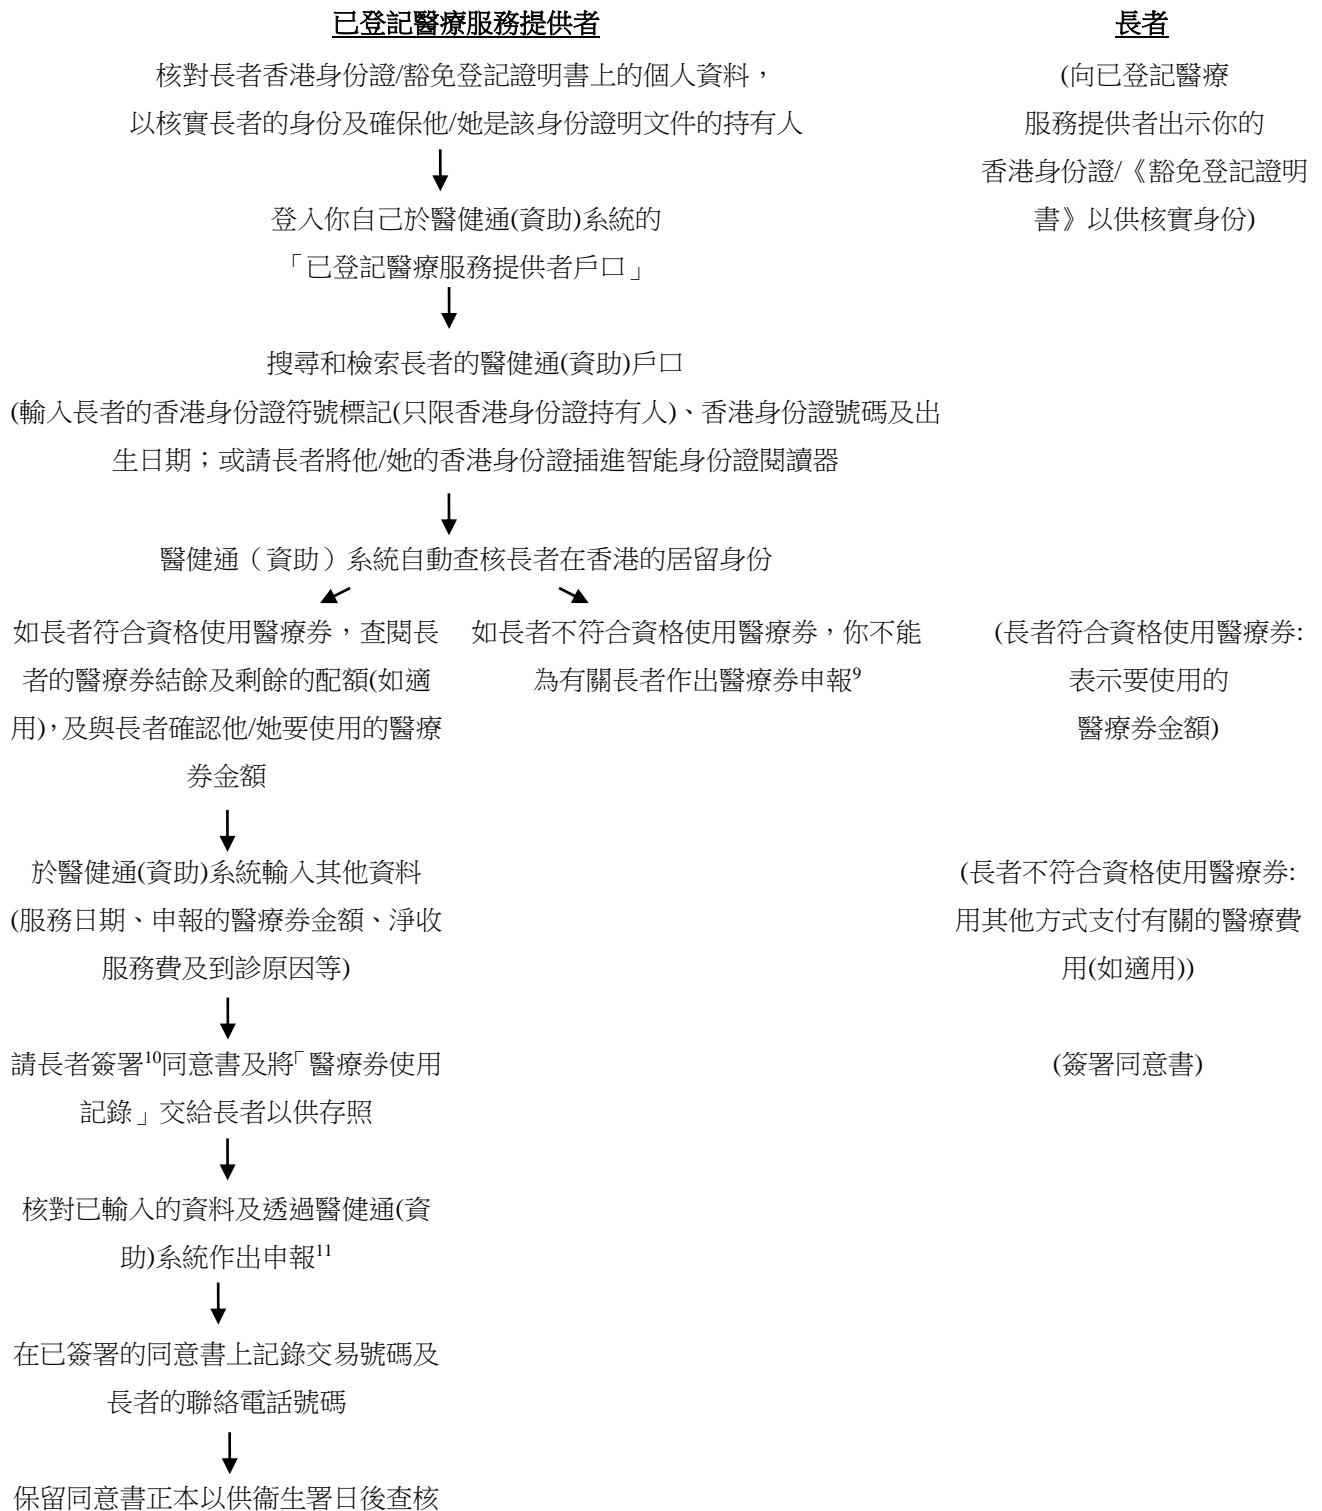 已登記醫療服務提供者
長者
核對長者香港身份證/豁免登記證明書上的個人資料，
以核實長者的身份及確保他/她是該身份證明文件的持有人
(向已登記醫療
服務提供者出示你的
香港身份證/《豁免登記證明
書》以供核實身份)
登入你自己於醫健通(資助)系統的
「已登記醫療服務提供者戶口」
搜尋和檢索長者的醫健通(資助)戶口
(輸入長者的香港身份證符號標記(只限香港身份證持有人)、香港身份證號碼及出
生日期；或請長者將他/她的香港身份證插進智能身份證閱讀器
醫健通（資助）系統自動查核長者在香港的居留身份
如長者符合資格使用醫療券，查閱長
者的醫療券結餘及剩餘的配額(如適
用)，及與長者確認他/她要使用的醫療
券金額
如長者不符合資格使用醫療券，你不能
為有關長者作出醫療券申報9
(長者符合資格使用醫療券:
表示要使用的
醫療券金額)
於醫健通(資助)系統輸入其他資料
(服務日期、申報的醫療券金額、淨收
服務費及到診原因等)
(長者不符合資格使用醫療券:
用其他方式支付有關的醫療費
用(如適用))
請長者簽署10同意書及將「醫療券使用
記錄」交給長者以供存照
(簽署同意書)
核對已輸入的資料及透過醫健通(資
助)系統作出申報11
在已簽署的同意書上記錄交易號碼及
長者的聯絡電話號碼
保留同意書正本以供衞生署日後查核